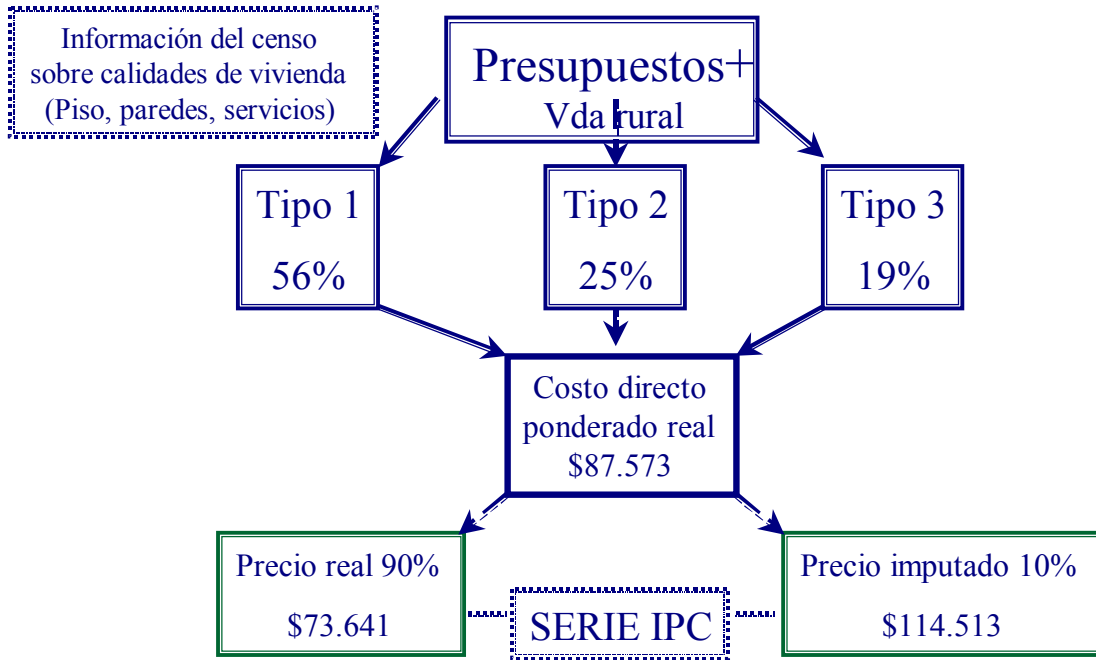 Información del censo
sobre calidades de vivienda
(Piso, paredes, servicios)
Presupuestos+
Vda rural
Tipo 1
56%
Tipo 2
25%
Tipo 3
19%
Costo directo
ponderado real
$87.573
Precio real 90%
$73.641
SERIE IPC
Precio imputado 10%
$114.513